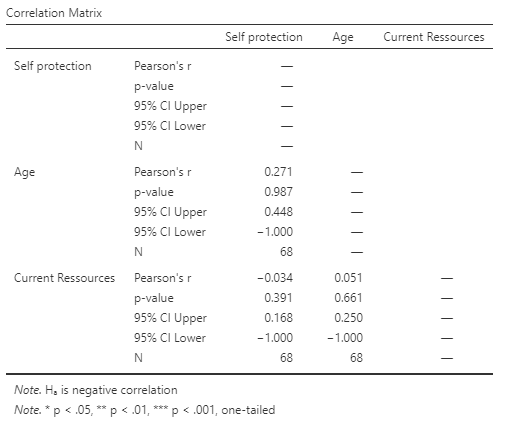 Correlation Matrix
Self protection Age Current Ressources
Self protection Pearson's r —
p-value —
95% CI Upper —
95% CI Lower —
N —
Age Pearson's r 0.271 —
p-value 0.987 —
95% CI Upper 0.448 —
95% CI Lower -1.000 —
N 68 —
Current Ressources Pearson's r -0.034 0.051 —
p-value 0.391 0.661 —
95% CI Upper 0.168 0.250 —
95% CI Lower -1.000 -1.000 —
N 68 68 —
Note. Hₐ is negative correlation
Note. * p < .05, ** p < .01, *** p < .001, one-tailed